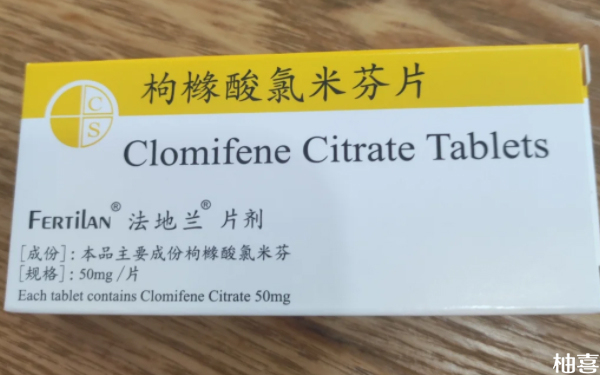 枸橼酸氯米芬片
C
S
Clomifene Citrate Tablets
FERTILAN® 法地兰® 片剂
[成份]:本品主要成份枸橼酸氯米芬
[规格]:50mg/片
Each tablet contains Clomifene Citrate 50mg
柚喜